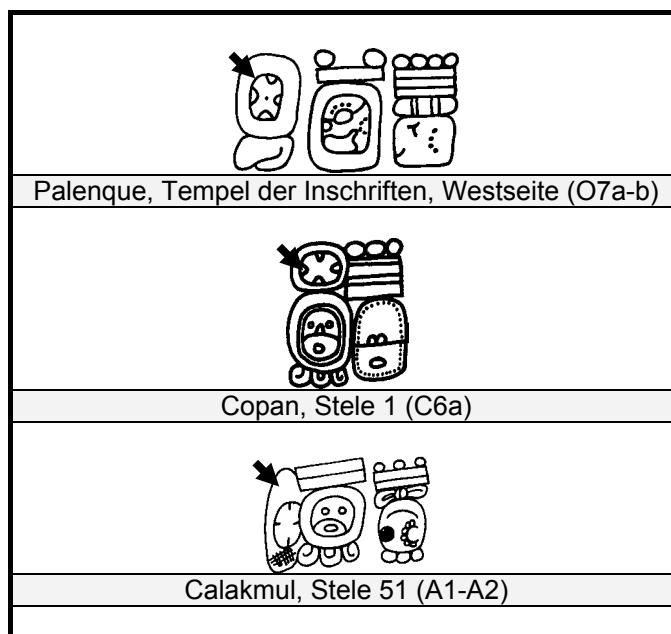 Palenque, Tempel der Inschriften, Westseite (O7a-b)
Copan, Stele 1 (C6a)
Calakmul, Stele 51 (A1-A2)